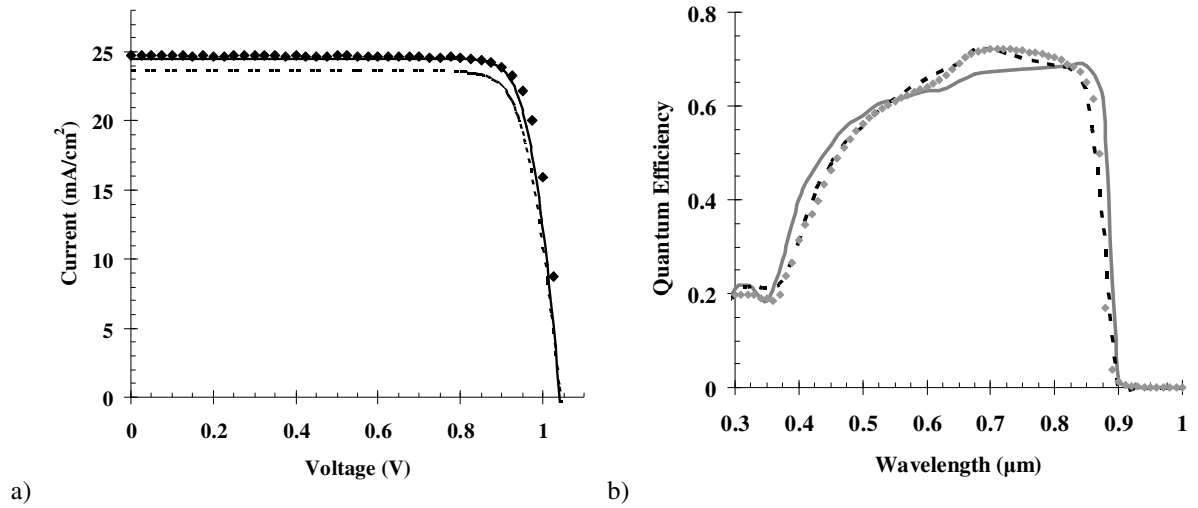 25
20
15
10
5
0
0 0.2 0.4 0.6 0.8 1
Current (mA/cm²)
Voltage (V)
a)
0.8
0.6
0.4
0.2
0
0.3 0.4 0.5 0.6 0.7 0.8 0.9 1
Quantum Efficiency
Wavelength (µm)
b)